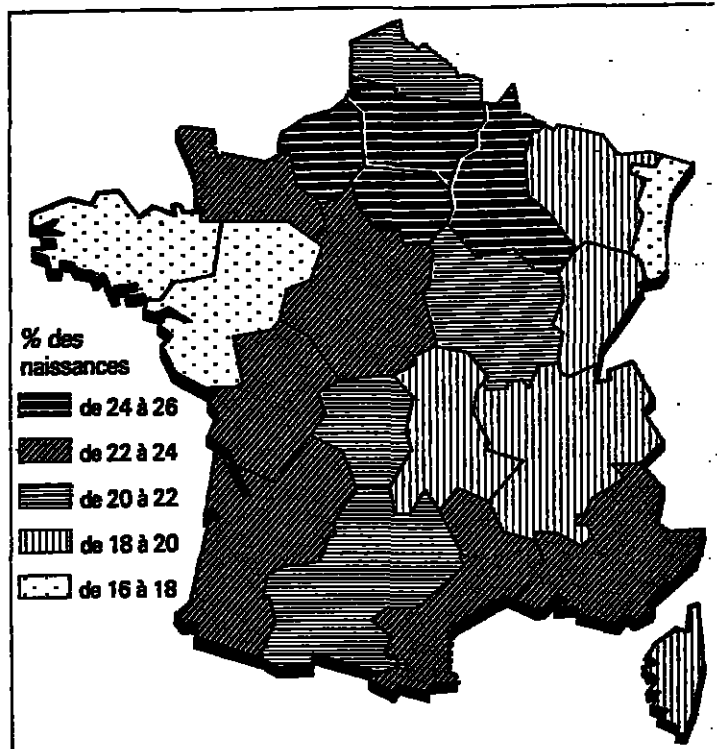 % des
naissances
de 24 à 26
de 22 à 24
de 20 à 22
de 18 à 20
de 16 à 18